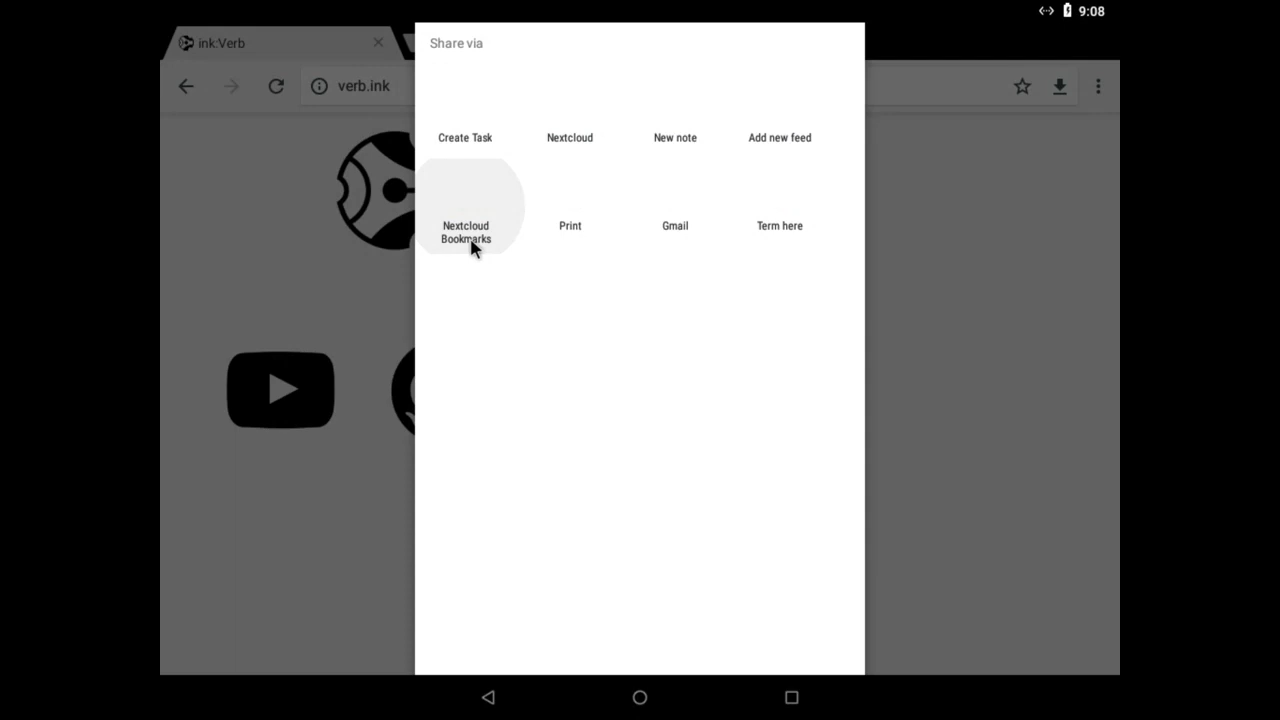 9:08
ink:Verb
Share via
verb.ink
Create Task
Nextcloud
New note
Add new feed
Nextcloud
Bookmarks
Print
Gmail
Term here